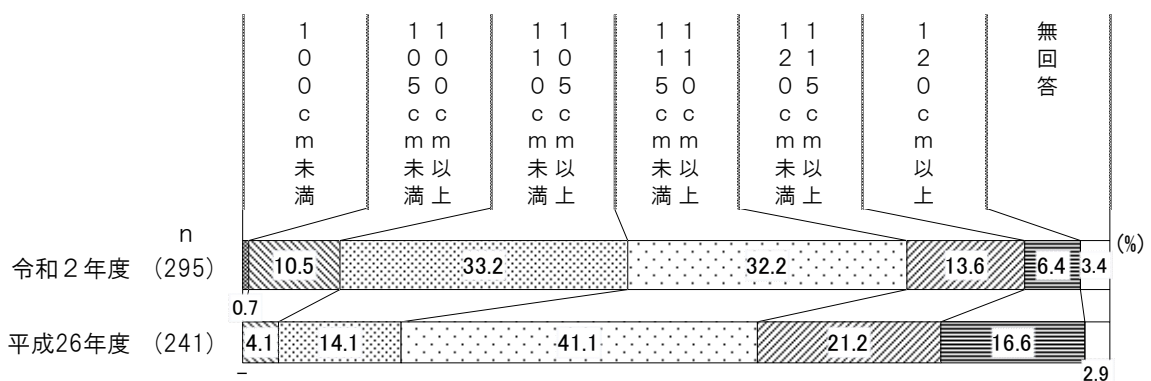 100cm未満
100cm以上
105cm未満
105cm以上
110cm未満
110cm以上
115cm未満
115cm以上
120cm未満
120cm以上
無回答
(%)
n
令和2年度 (295) 10.5 33.2 32.2 13.6 6.4 3.4
0.7
平成26年度 (241) 4.1 14.1 41.1 21.2 16.6
- 2.9